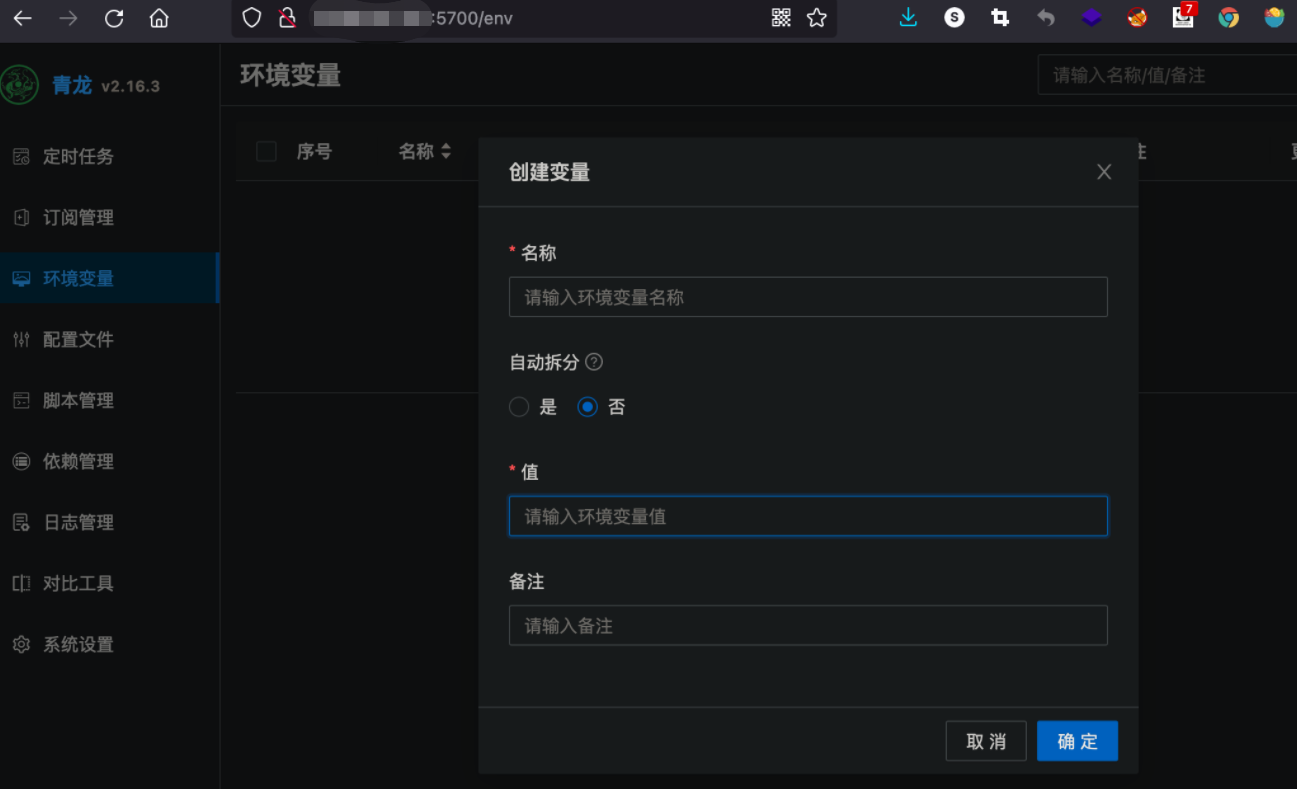 :5700/env
7
S
青龙 v2.16.3
环境变量
请输入名称/值/备注
定时任务
订阅管理
环境变量
配置文件
脚本管理
依赖管理
日志管理
对比工具
系统设置
序号
名称
创建变量
* 名称
请输入环境变量名称
自动拆分
是
否
* 值
请输入环境变量值
备注
请输入备注
取 消
确 定